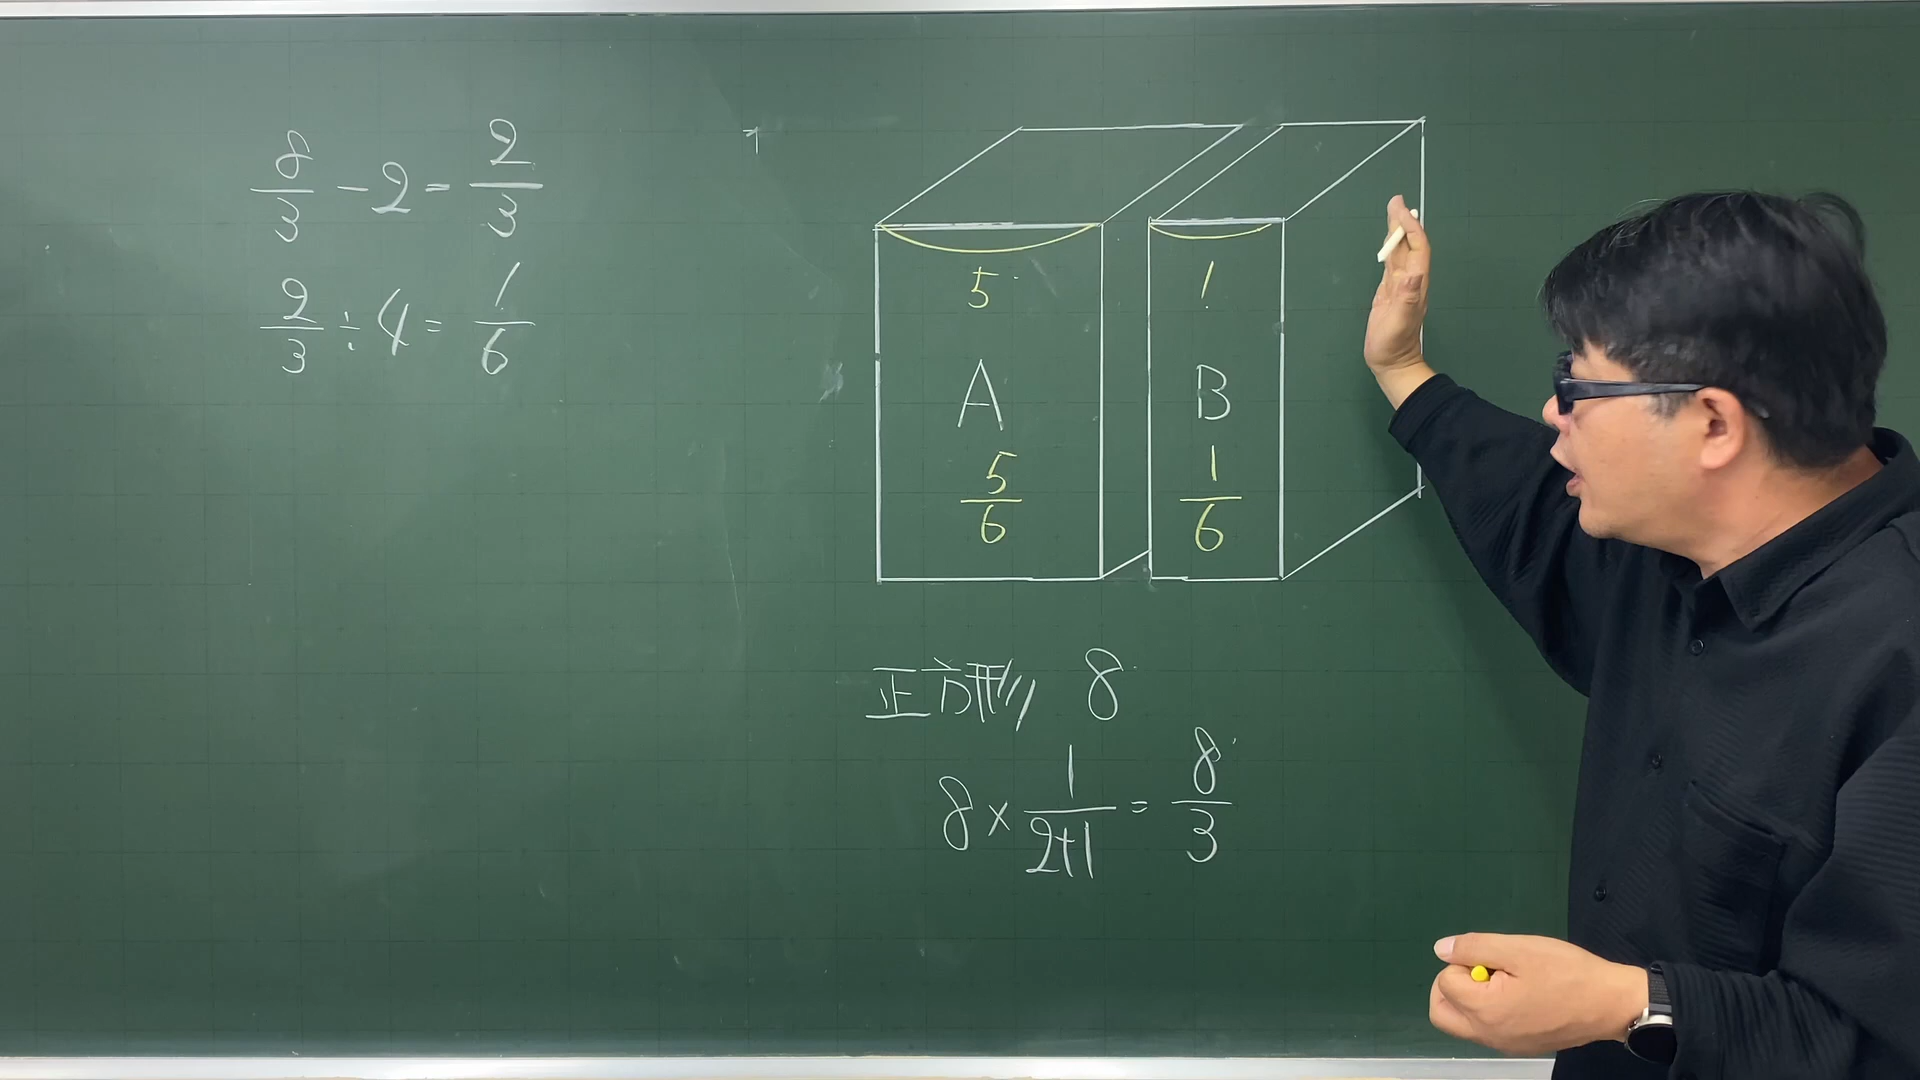 8/3 - 2 = 2/3
2/3 ÷ 4 = 1/6
5
1
A
B
5/6
1/6
正方形 8
8 × 1/(2+1) = 8/3